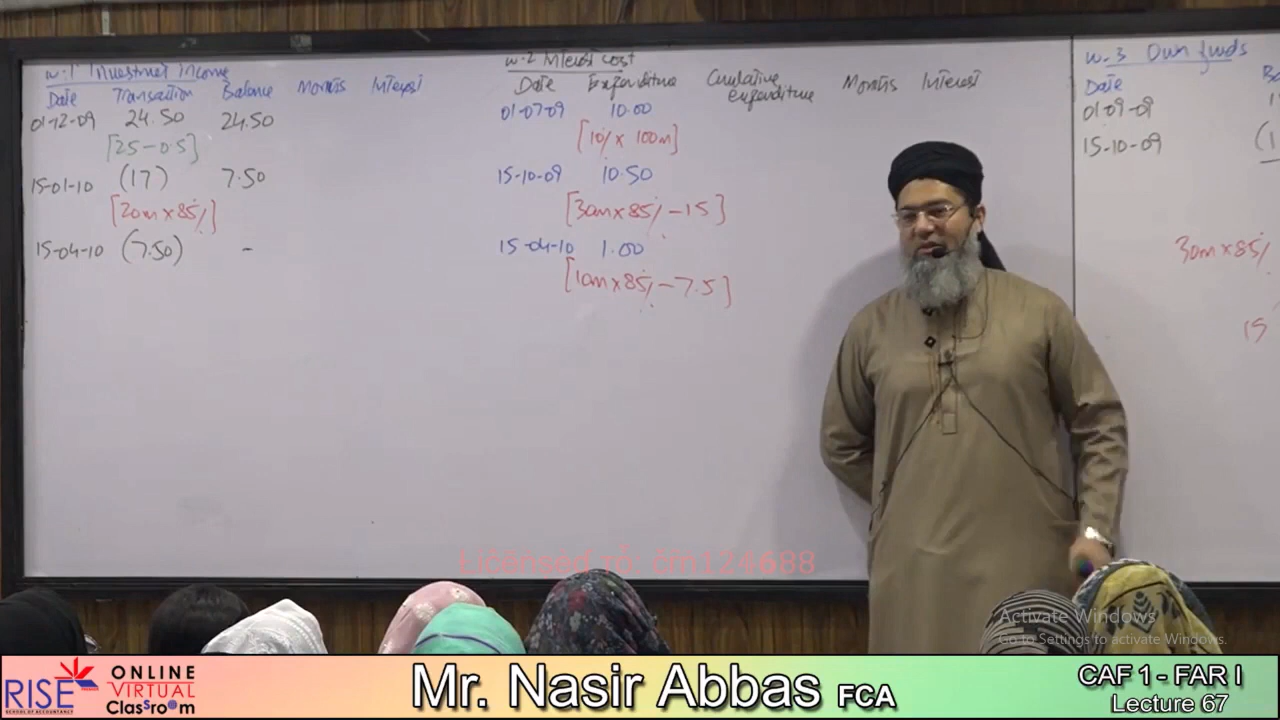 w-1 Investment income
Date Transaction Balance Months Interest
01-12-09 24.50 24.50
[25-0.5]
15-01-10 (17) 7.50
[20m x 85%]
15-04-10 (7.50) -
w-2 Interest cost
Date Expenditure Cumulative expenditure Months Interest
01-07-09 10.00
[10% x 100m]
15-10-09 10.50
[30m x 85% - 15]
15-04-10 1.00
[10m x 85% - 7.5]
w-3 Own funds
Date
01-09-09
15-10-09 (1
30m x 85%
15
Activate Windows
Go to Settings to activate Windows.
RISE
SCHOOL OF ACCOUNTANCY
ONLINE
VIRTUAL
ClasSro@m
Mr. Nasir Abbas FCA
CAF 1 - FAR I
Lecture 67